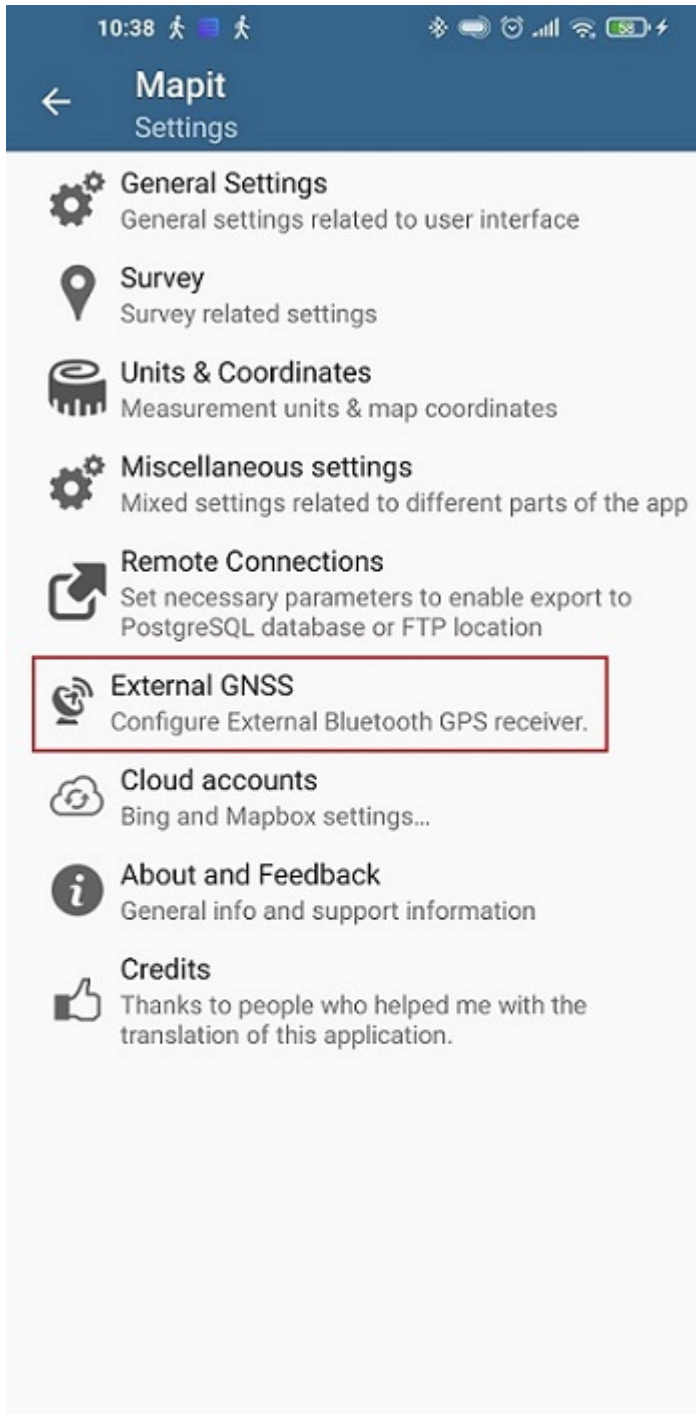 10:38
58
Mapit
Settings
General Settings
General settings related to user interface
Survey
Survey related settings
Units & Coordinates
Measurement units & map coordinates
Miscellaneous settings
Mixed settings related to different parts of the app
Remote Connections
Set necessary parameters to enable export to
PostgreSQL database or FTP location
External GNSS
Configure External Bluetooth GPS receiver.
Cloud accounts
Bing and Mapbox settings...
About and Feedback
General info and support information
Credits
Thanks to people who helped me with the
translation of this application.